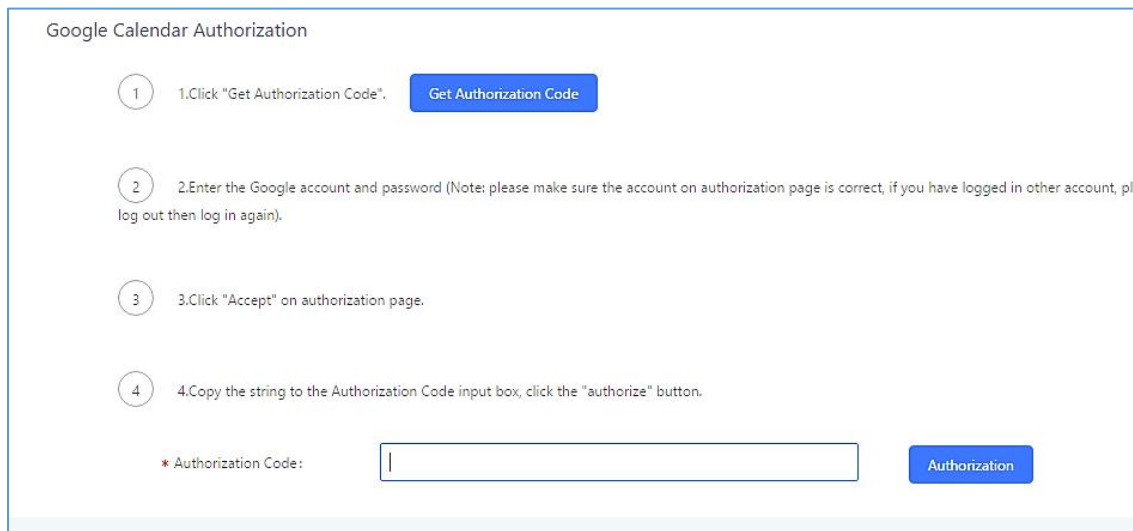 Google Calendar Authorization
1 1.Click "Get Authorization Code". Get Authorization Code
2 2.Enter the Google account and password (Note: please make sure the account on authorization page is correct, if you have logged in other account,
log out then log in again).
3 3.Click "Accept" on authorization page.
4 4.Copy the string to the Authorization Code input box, click the "authorize" button.
* Authorization Code: Authorization